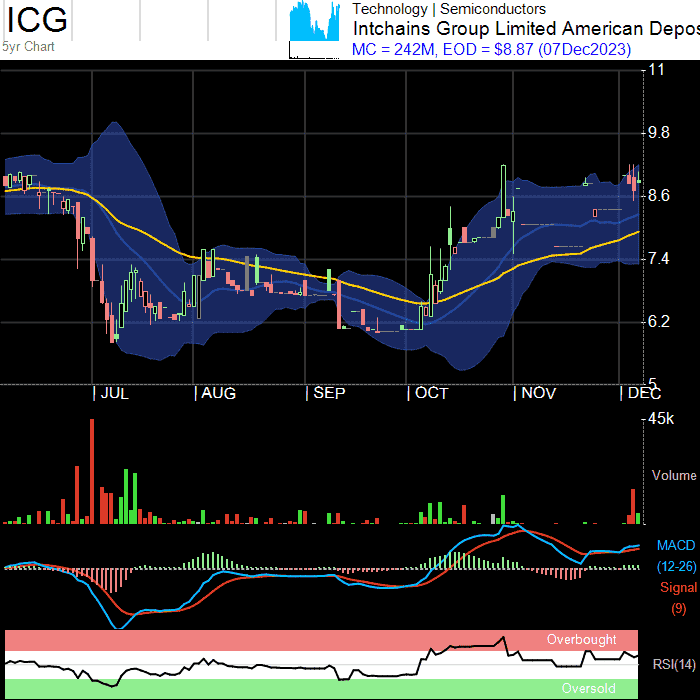 ICG
5yr Chart
Technology | Semiconductors
Intchains Group Limited American Depos
MC = 242M, EOD = $8.87 (07Dec2023)
11
9.8
8.6
7.4
6.2
5
| JUL | AUG | SEP | OCT | NOV | DEC
45k
Volume
MACD
(12-26)
Signal
(9)
Overbought
RSI(14)
Oversold